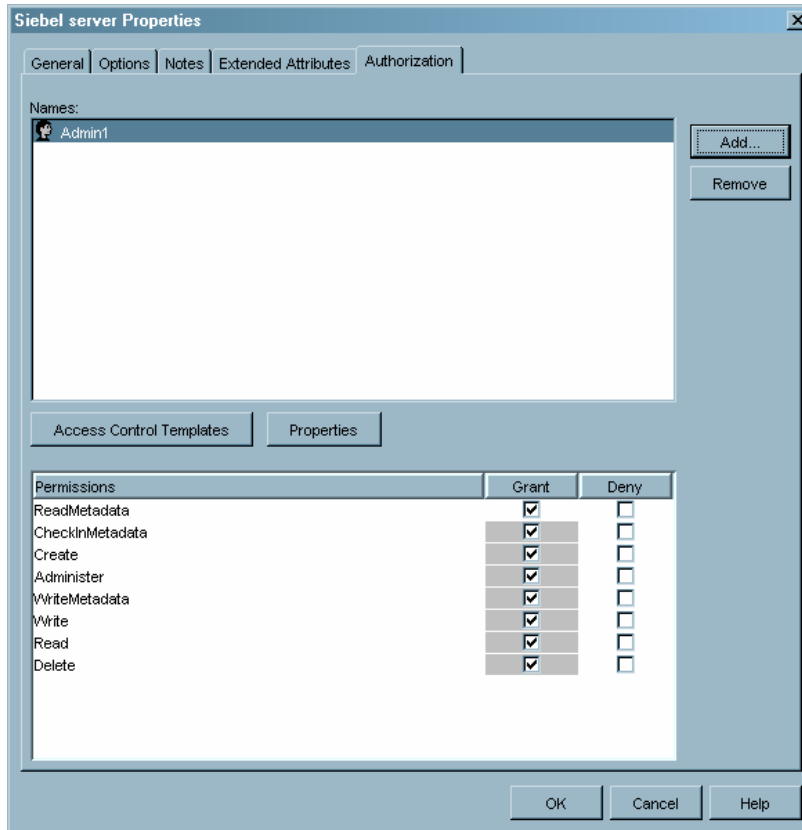 Siebel server Properties
General Options Notes Extended Attributes Authorization
Names:
Admin1
Add...
Remove
Access Control Templates Properties
Permissions Grant Deny
ReadMetadata
CheckInMetadata
Create
Administer
WriteMetadata
Write
Read
Delete
OK Cancel Help